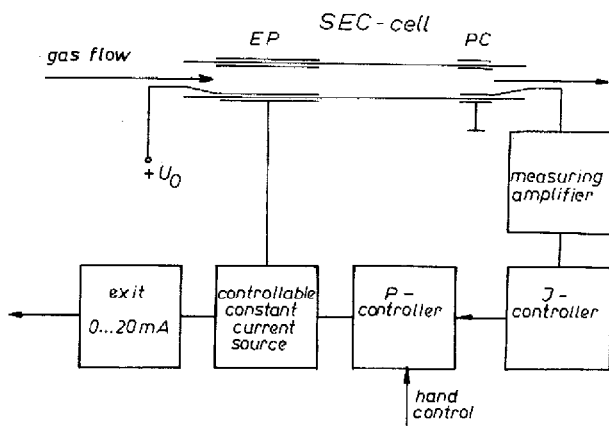 SEC-cell
EP
PC
gas flow
+ U0
measuring
amplifier
exit
0...20 mA
controllable
constant
current
source
P-
controller
J-
controller
hand
control